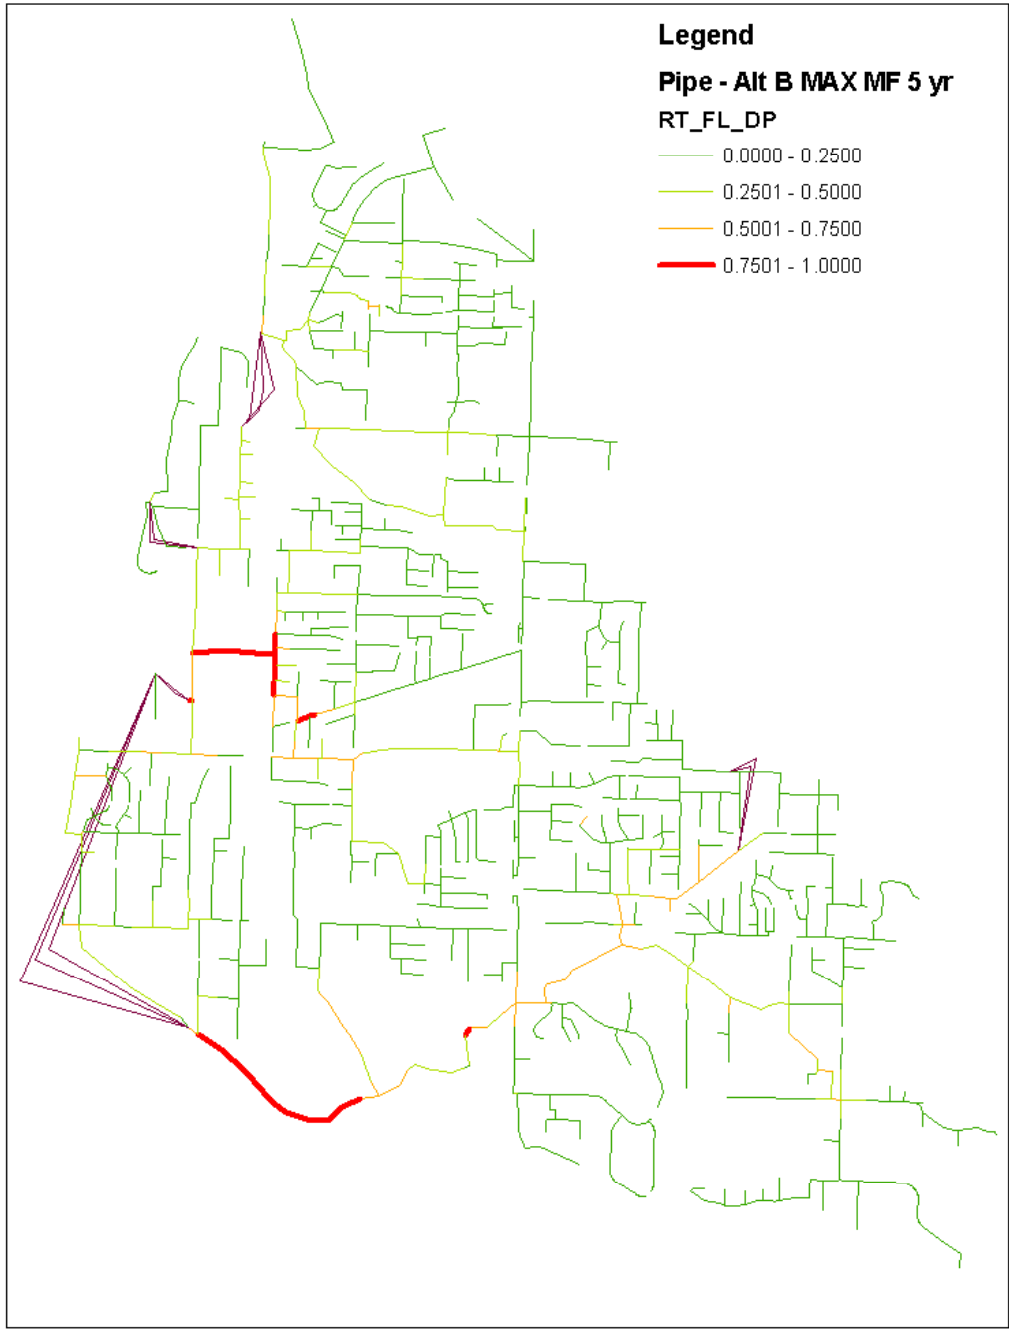 Legend
Pipe - Alt B MAX MF 5 yr
RT_FL_DP
0.0000 - 0.2500
0.2501 - 0.5000
0.5001 - 0.7500
0.7501 - 1.0000